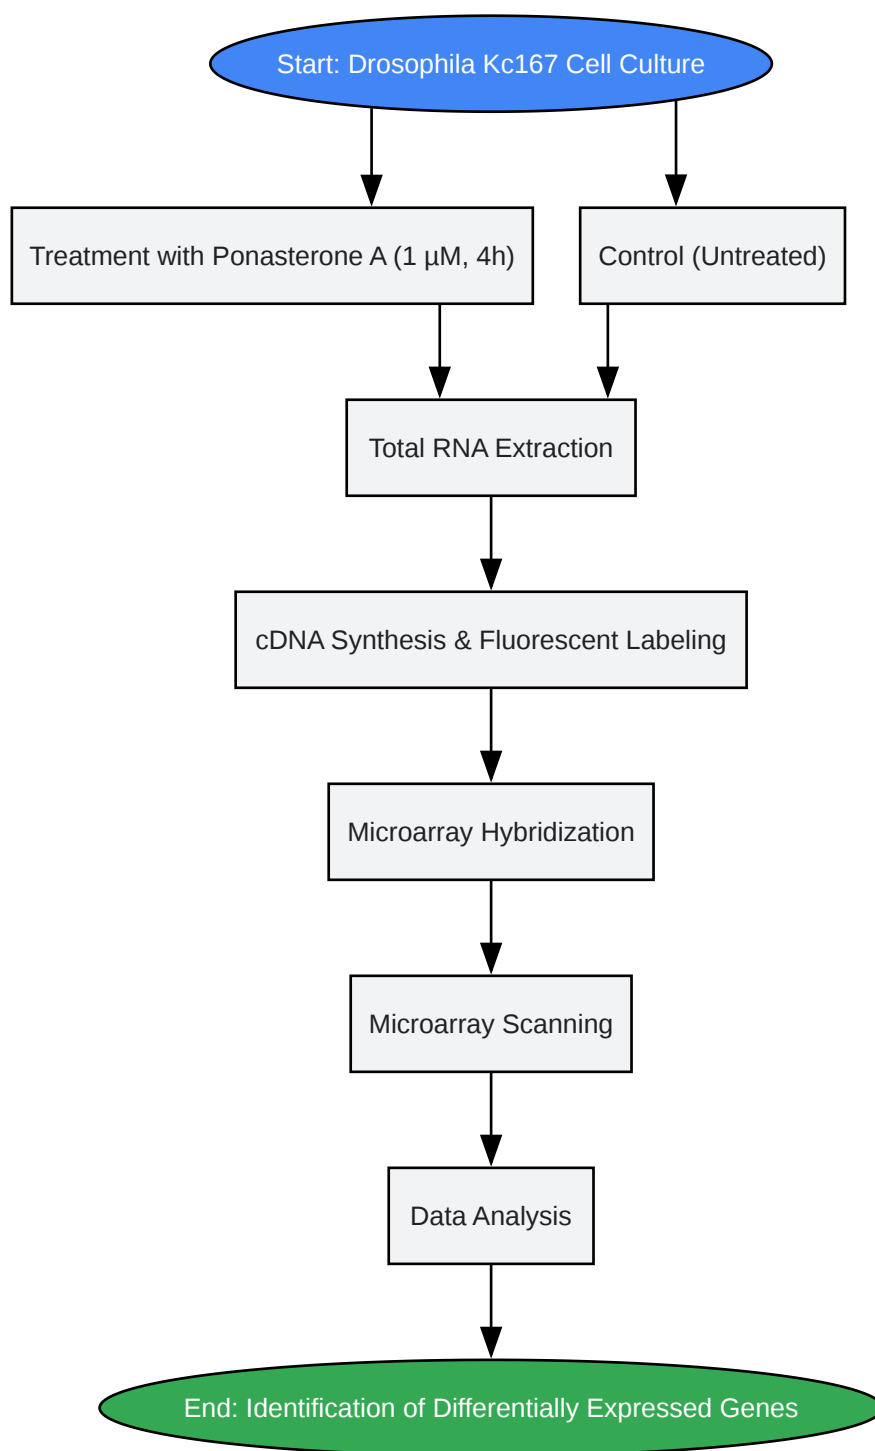 Start: Drosophila Kc167 Cell Culture
Treatment with Ponasterone A (1 µM, 4h)
Control (Untreated)
Total RNA Extraction
cDNA Synthesis & Fluorescent Labeling
Microarray Hybridization
Microarray Scanning
Data Analysis
End: Identification of Differentially Expressed Genes